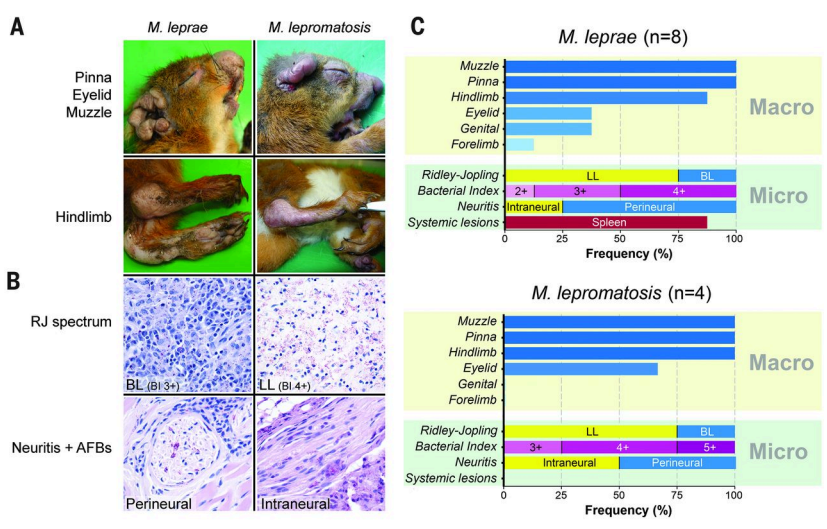 A
M. leprae
M. lepromatosis
Pinna
Eyelid
Muzzle
Hindlimb
B
RJ spectrum
BL (BI 3+)
LL (BI 4+)
Neuritis + AFBs
Perineural
Intraneural
C
M. leprae (n=8)
Muzzle
Pinna
Hindlimb
Eyelid
Genital
Forelimb
Macro
Ridley-Jopling LL BL
Bacterial Index 2+ 3+ 4+
Neuritis Intraneural Perineural
Systemic lesions Spleen
Micro
0 25 50 75 100
Frequency (%)
M. lepromatosis (n=4)
Muzzle
Pinna
Hindlimb
Eyelid
Genital
Forelimb
Macro
Ridley-Jopling LL BL
Bacterial Index 3+ 4+ 5+
Neuritis Intraneural Perineural
Systemic lesions
Micro
0 25 50 75 100
Frequency (%)